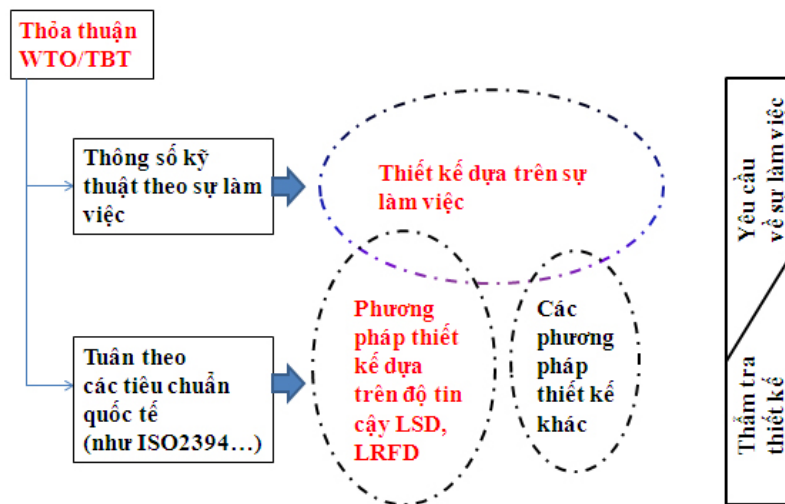 Thỏa thuận
WTO/TBT
Thông số kỹ
thuật theo sự làm
việc
Thiết kế dựa trên sự
làm việc
Yêu cầu
về sự làm việc
Tuân theo
các tiêu chuẩn
quốc tế
(như ISO2394…)
Phương
pháp thiết
kế dựa
trên độ tin
cậy LSD,
LRFD
Các
phương
pháp
thiết kế
khác
Thẩm tra
thiết kế